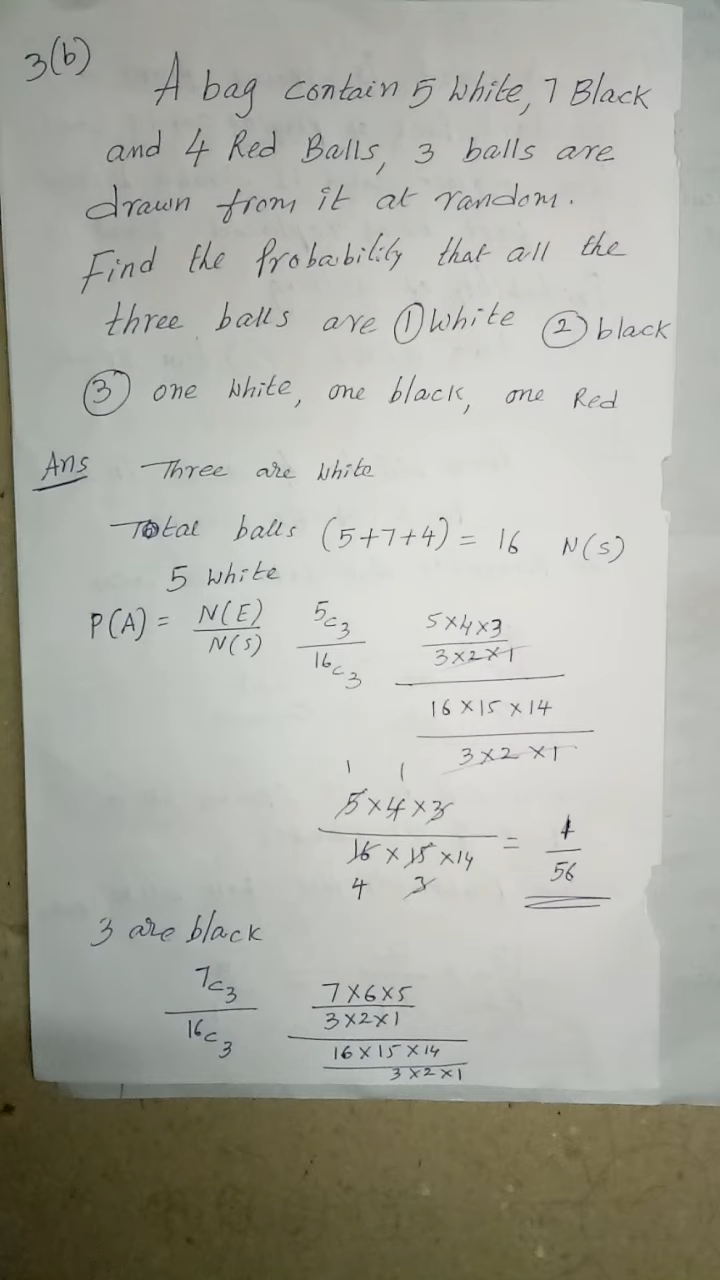 3(b)
A bag contain 5 White, 7 Black
and 4 Red Balls, 3 balls are
drawn from it at random.
Find the Probability that all the
three balls are ① White ② black
③ one White, one black, one Red
Ans Three are White
Total balls (5+7+4) = 16 N(S)
5 White
P(A) = N(E)/N(S) 5c3/16c3 5×4×3/3×2×1
16×15×14
3×2×1
1 1
5×4×3
16×15×14 = 1/56
4 3
3 are black
7c3/16c3 7×6×5/3×2×1
16×15×14
3×2×1